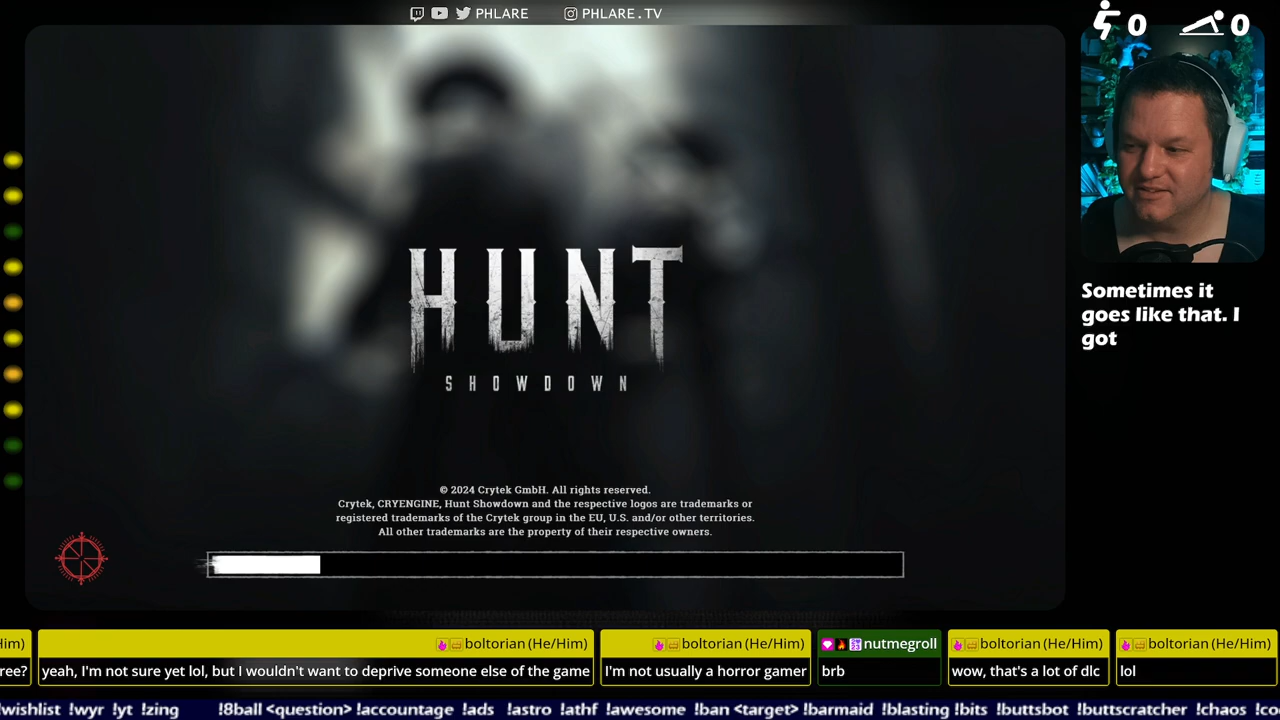 PHLARE
PHLARE.TV
0
0
HUNT
SHOWDOWN
Sometimes it
goes like that. I
got
© 2024 Crytek GmbH. All rights reserved.
Crytek, CRYENGINE, Hunt Showdown and the respective logos are trademarks or
registered trademarks of the Crytek group in the EU, U.S. and/or other territories.
All other trademarks are the property of their respective owners.
Him)
ree?
boltorian (He/Him)
yeah, I'm not sure yet lol, but I wouldn't want to deprive someone else of the game
boltorian (He/Him)
I'm not usually a horror gamer
nutmegroll
brb
boltorian (He/Him)
wow, that's a lot of dlc
boltorian (He/Him)
lol
!wishlist !wyr !yt !zing !8ball <question> !accountage !ads !astro !athf !awesome !ban <target> !barmaid !blasting !bits !buttsbot !buttscratcher !chaos !co